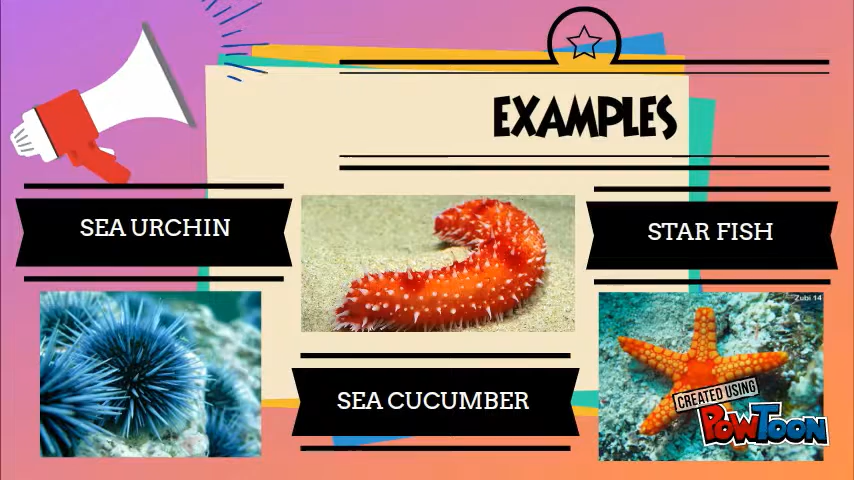 EXAMPLES
SEA URCHIN
STAR FISH
Zubi 14
SEA CUCUMBER
CREATED USING
POWTOON